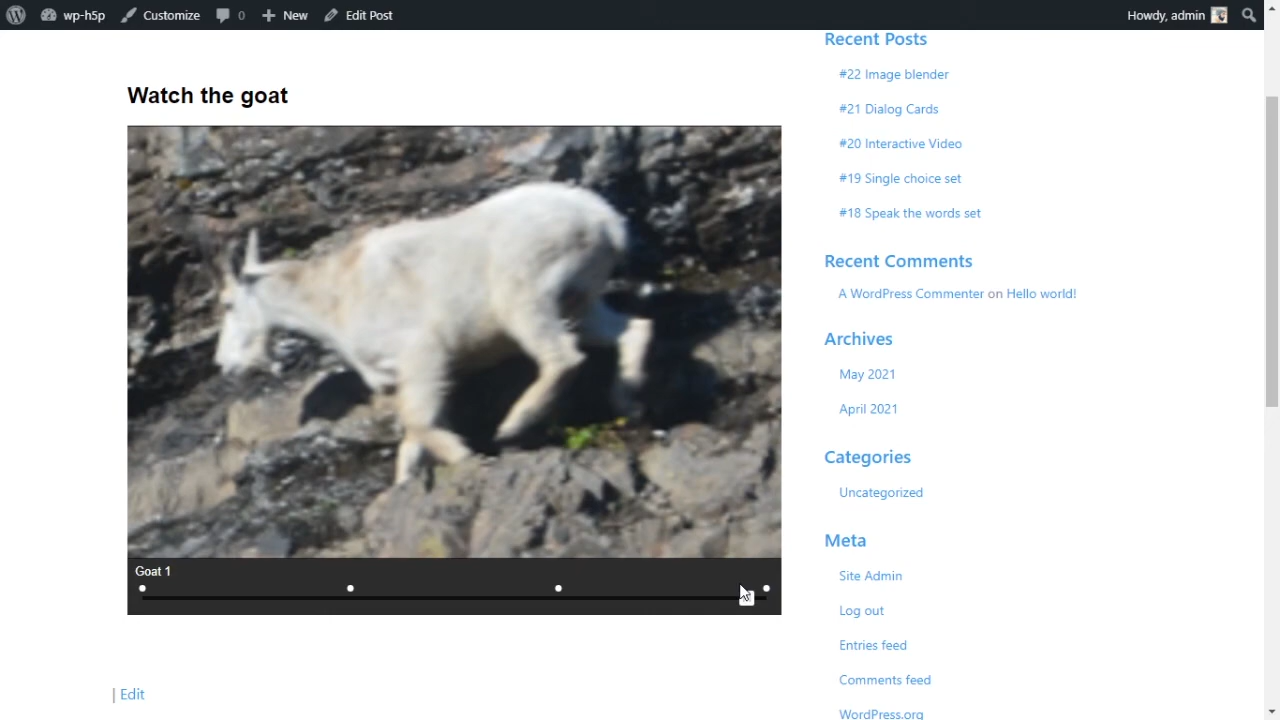 wp-h5p Customize 0 New Edit Post Howdy, admin
Watch the goat
Goat 1
| Edit
Recent Posts
#22 Image blender
#21 Dialog Cards
#20 Interactive Video
#19 Single choice set
#18 Speak the words set
Recent Comments
A WordPress Commenter on Hello world!
Archives
May 2021
April 2021
Categories
Uncategorized
Meta
Site Admin
Log out
Entries feed
Comments feed
WordPress.org